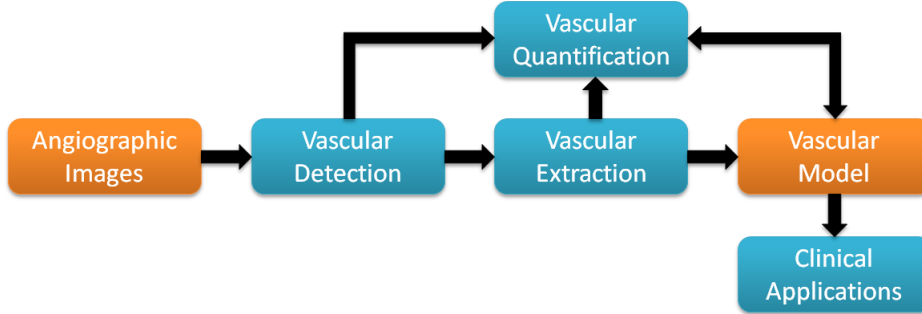 Vascular
Quantification
Angiographic
Images
Vascular
Detection
Vascular
Extraction
Vascular
Model
Clinical
Applications